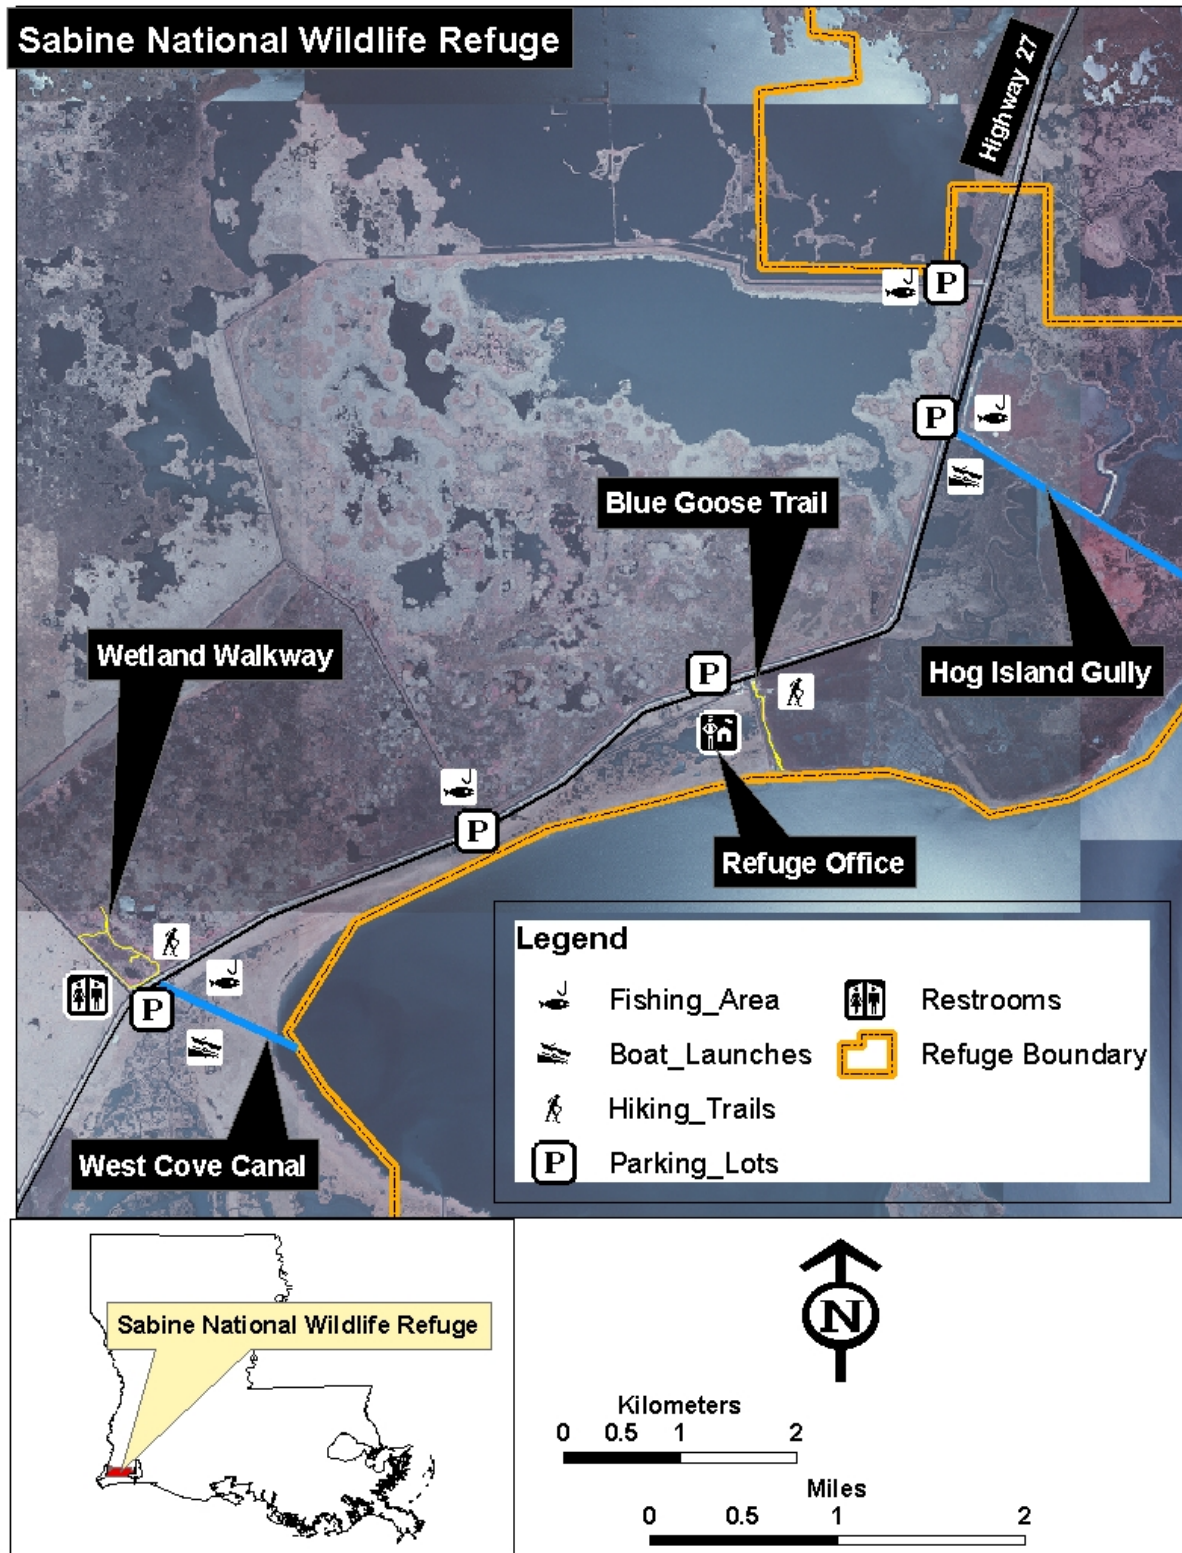 Sabine National Wildlife Refuge
Highway 27
P
P
Blue Goose Trail
Wetland Walkway
P
Hog Island Gully
P
Refuge Office
P
West Cove Canal
Legend
Fishing_Area
Restrooms
Boat_Launches
Refuge Boundary
Hiking_Trails
P
Parking_Lots
Sabine National Wildlife Refuge
N
Kilometers
0 0.5 1 2
Miles
0 0.5 1 2